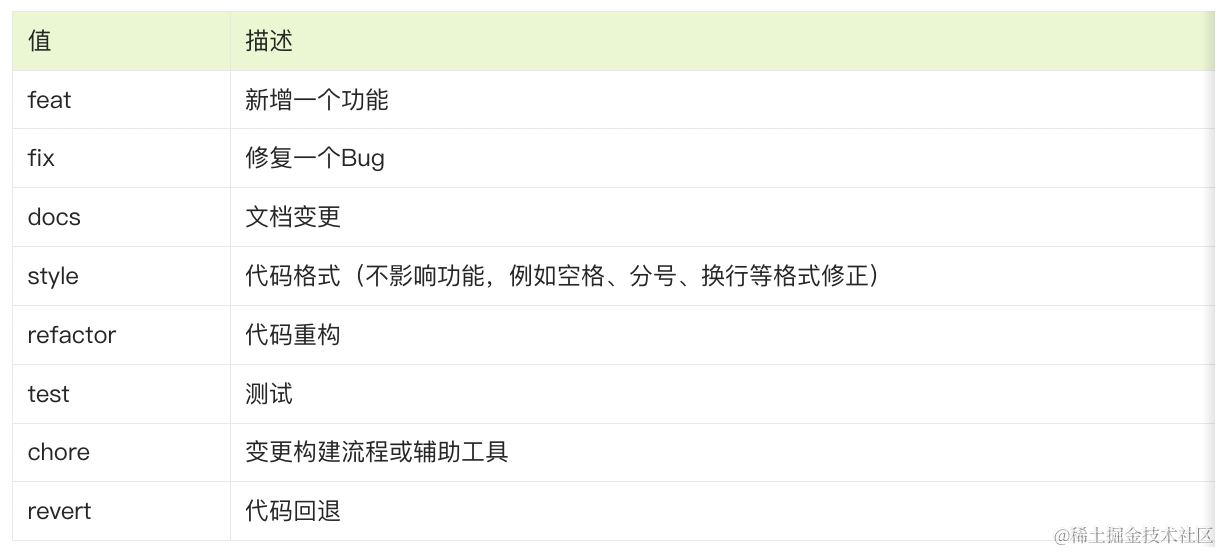 值 描述
feat 新增一个功能
fix 修复一个Bug
docs 文档变更
style 代码格式（不影响功能，例如空格、分号、换行等格式修正）
refactor 代码重构
test 测试
chore 变更构建流程或辅助工具
revert 代码回退
@稀土掘金技术社区